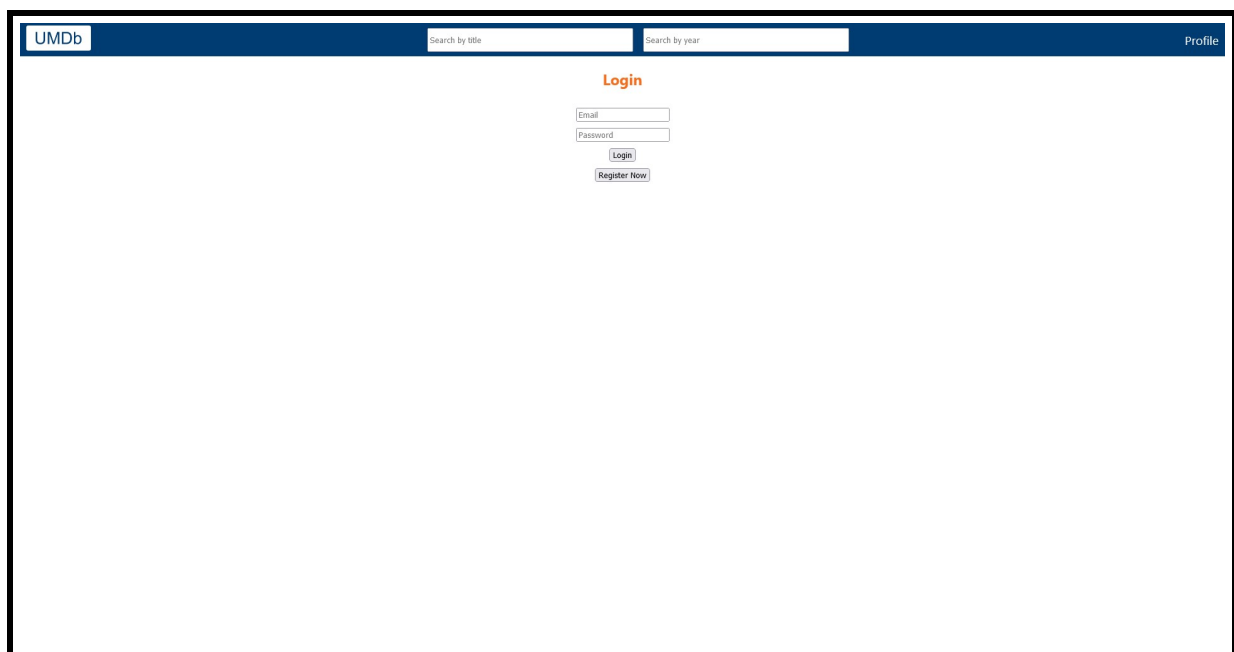 UMDb Search by title Search by year Profile
Login
Email
Password
Login
Register Now